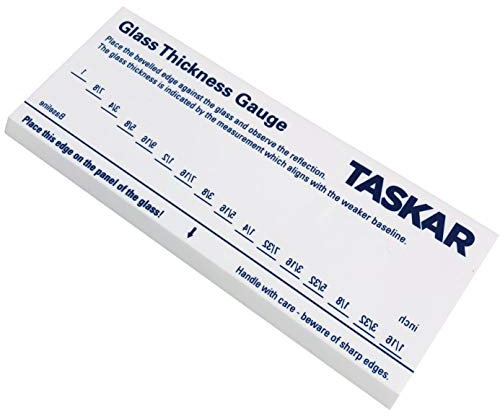 Glass Thickness Gauge
Place the bevelled edge against the glass and observe the reflection.
The glass thickness is indicated by the measurement which aligns with the weaker baseline.
TASKAR
1 7/8 3/4 5/8 9/16 1/2 7/16 3/8 5/16 1/4 7/32 3/16 5/32 1/8 3/32 1/16
inch
Baseline
Place this edge on the panel of the glass!
Handle with care - beware of sharp edges.